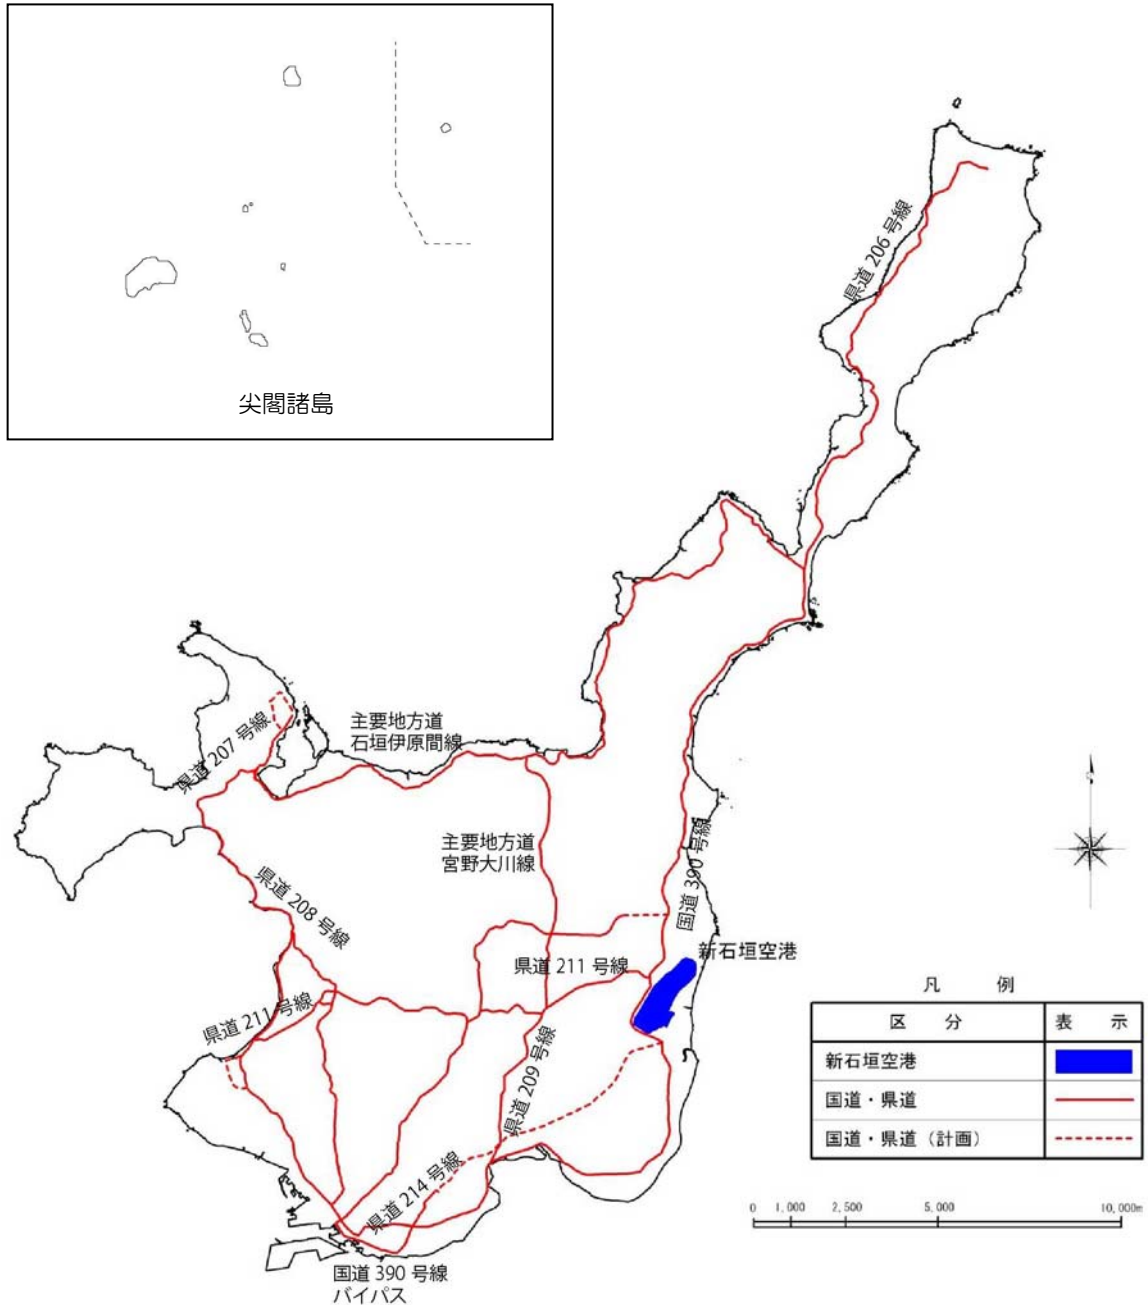 尖閣諸島
県道 206 号線
県道 207 号線
主要地方道
石垣伊原間線
主要地方道
宮野大川線
国道 390 号線
県道 208 号線
新石垣空港
県道 211 号線
県道 211 号線
県道 209 号線
県道 214 号線
国道 390 号線
バイパス
凡 例
区 分 表 示
新石垣空港
国道・県道
国道・県道（計画）
0 1,000 2,500 5,000 10,000m